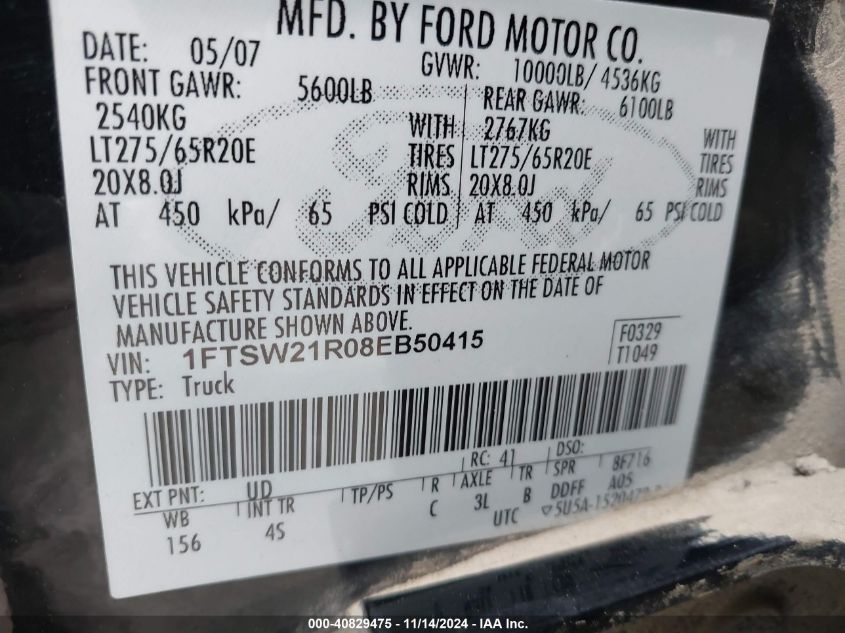 MFD. BY FORD MOTOR CO.
DATE: 05/07 GVWR: 10000LB/ 4536KG
FRONT GAWR: 5600LB REAR GAWR: 6100LB
2540KG WITH 2767KG WITH
LT275/65R20E TIRES LT275/65R20E TIRES
20X8.0J RIMS 20X8.0J RIMS
AT 450 kPa/ 65 PSI COLD AT 450 kPa/ 65 PSI COLD
Ford
THIS VEHICLE CONFORMS TO ALL APPLICABLE FEDERAL MOTOR
VEHICLE SAFETY STANDARDS IN EFFECT ON THE DATE OF
MANUFACTURE SHOWN ABOVE.
VIN: 1FTSW21R08EB50415 F0329
TYPE: Truck T1049
EXT PNT: UD RC: 41 DSO:
WB INT TR TP/PS R AXLE TR SPR 8F716
156 4S C 3L B DDFF A05
UTC
000-40829475 - 11/14/2024 - IAA Inc.